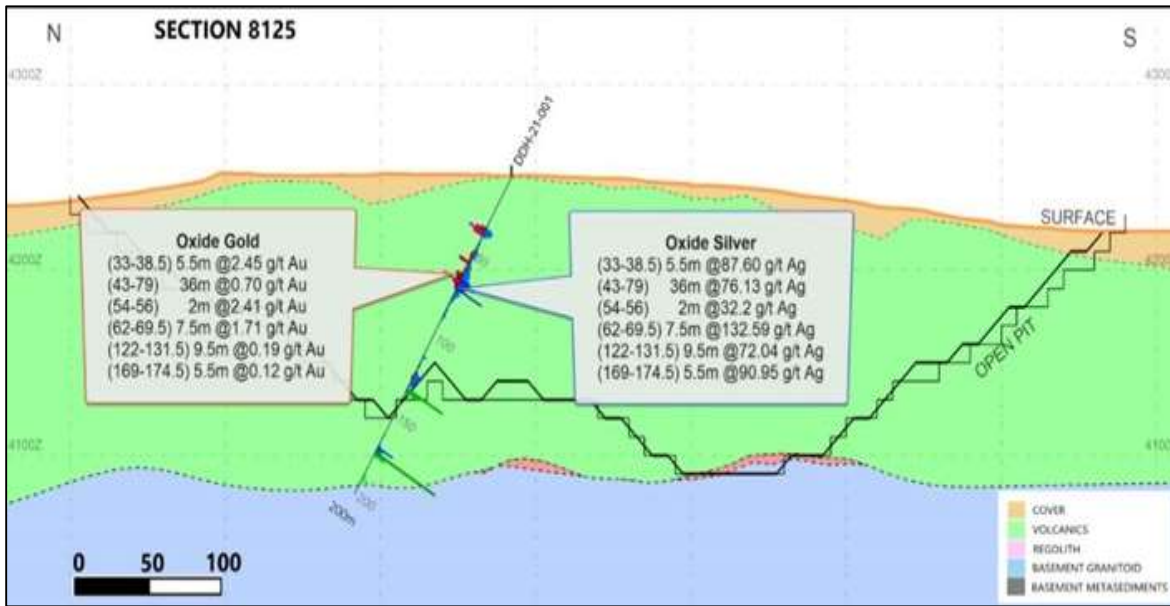 SECTION 8125
N
S
4300Z
4300
DDH-21-001
SURFACE
Oxide Gold
(33-38.5) 5.5m @2.45 g/t Au
(43-79) 36m @0.70 g/t Au
(54-56) 2m @2.41 g/t Au
(62-69.5) 7.5m @1.71 g/t Au
(122-131.5) 9.5m @0.19 g/t Au
(169-174.5) 5.5m @0.12 g/t Au
Oxide Silver
(33-38.5) 5.5m @87.60 g/t Ag
(43-79) 36m @76.13 g/t Ag
(54-56) 2m @32.2 g/t Ag
(62-69.5) 7.5m @132.59 g/t Ag
(122-131.5) 9.5m @72.04 g/t Ag
(169-174.5) 5.5m @90.95 g/t Ag
4200Z
100
OPEN PIT
150
4100Z
4100
200
200m
0 50 100
COVER
VOLCANICS
REGOLITH
BASEMENT GRANITOID
BASEMENT METASEDIMENTS